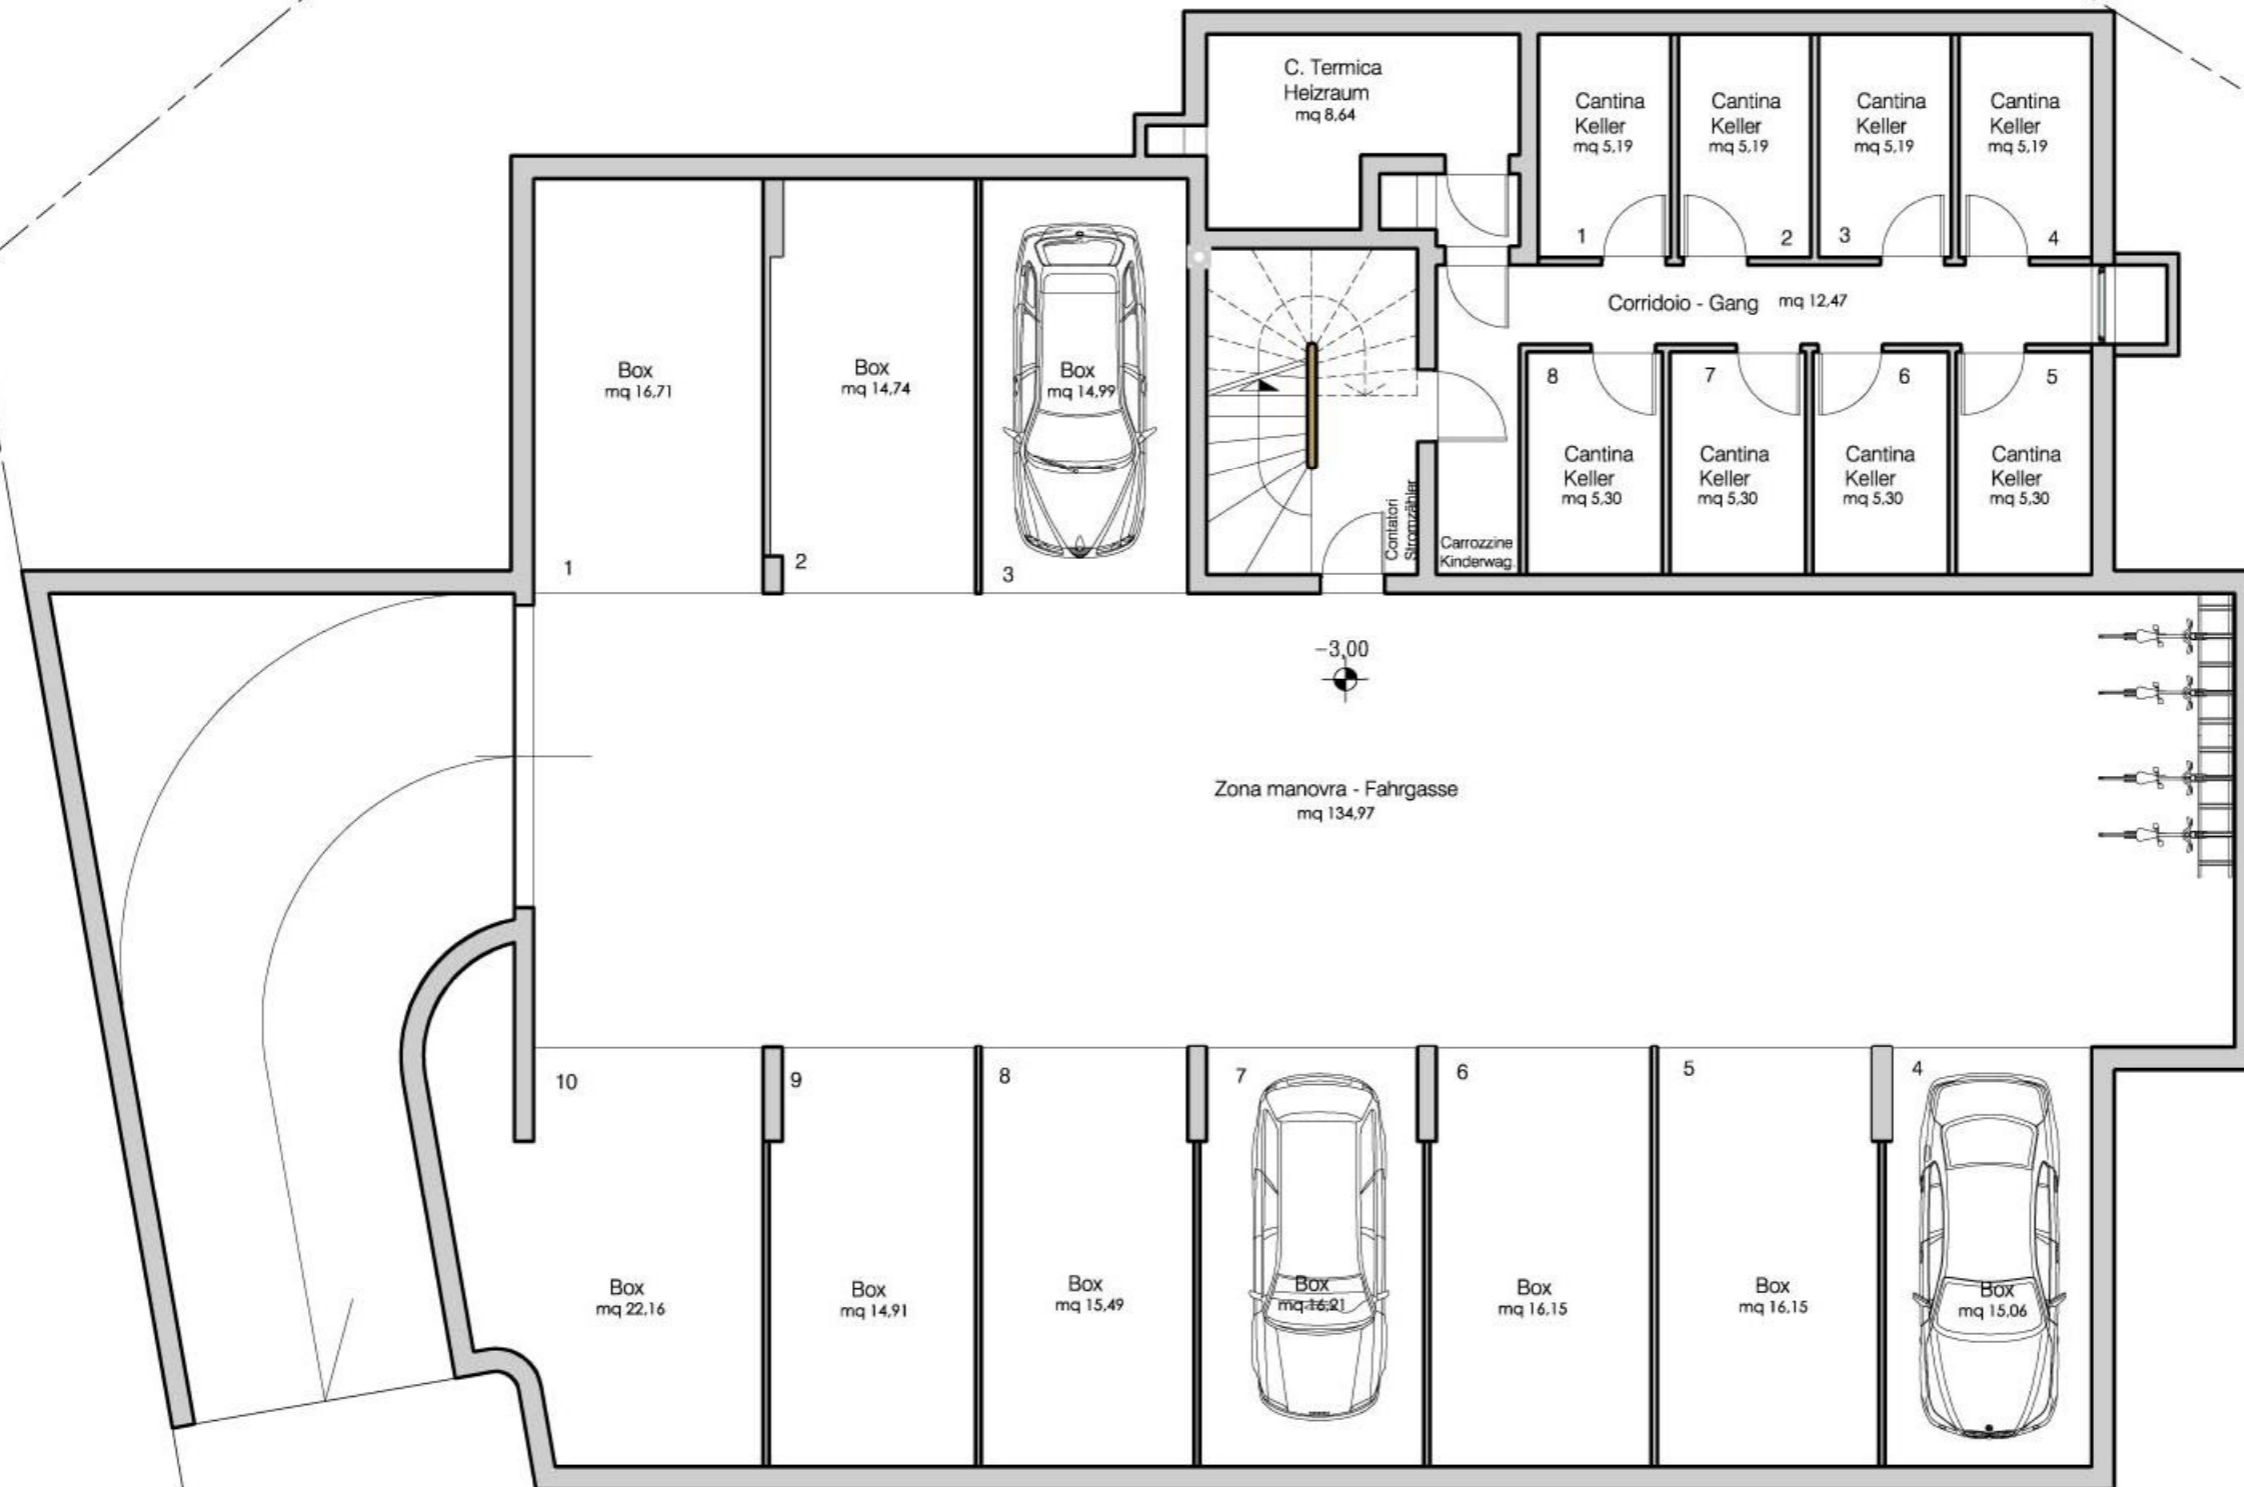 C. Termica
Heizraum
mq 8,64
Cantina
Keller
mq 5,19
1
Cantina
Keller
mq 5,19
2
Cantina
Keller
mq 5,19
3
Cantina
Keller
mq 5,19
4
Corridoio - Gang mq 12,47
Box
mq 16,71
1
Box
mq 14,74
2
Box
mq 14,99
3
Contatori
Stromzähler
Carrozzine
Kinderwag.
8
Cantina
Keller
mq 5,30
7
Cantina
Keller
mq 5,30
6
Cantina
Keller
mq 5,30
5
Cantina
Keller
mq 5,30
-3,00
Zona manovra - Fahrgasse
mq 134,97
10
Box
mq 22,16
9
Box
mq 14,91
8
Box
mq 15,49
7
Box
mq 16,21
6
Box
mq 16,15
5
Box
mq 16,15
4
Box
mq 15,06